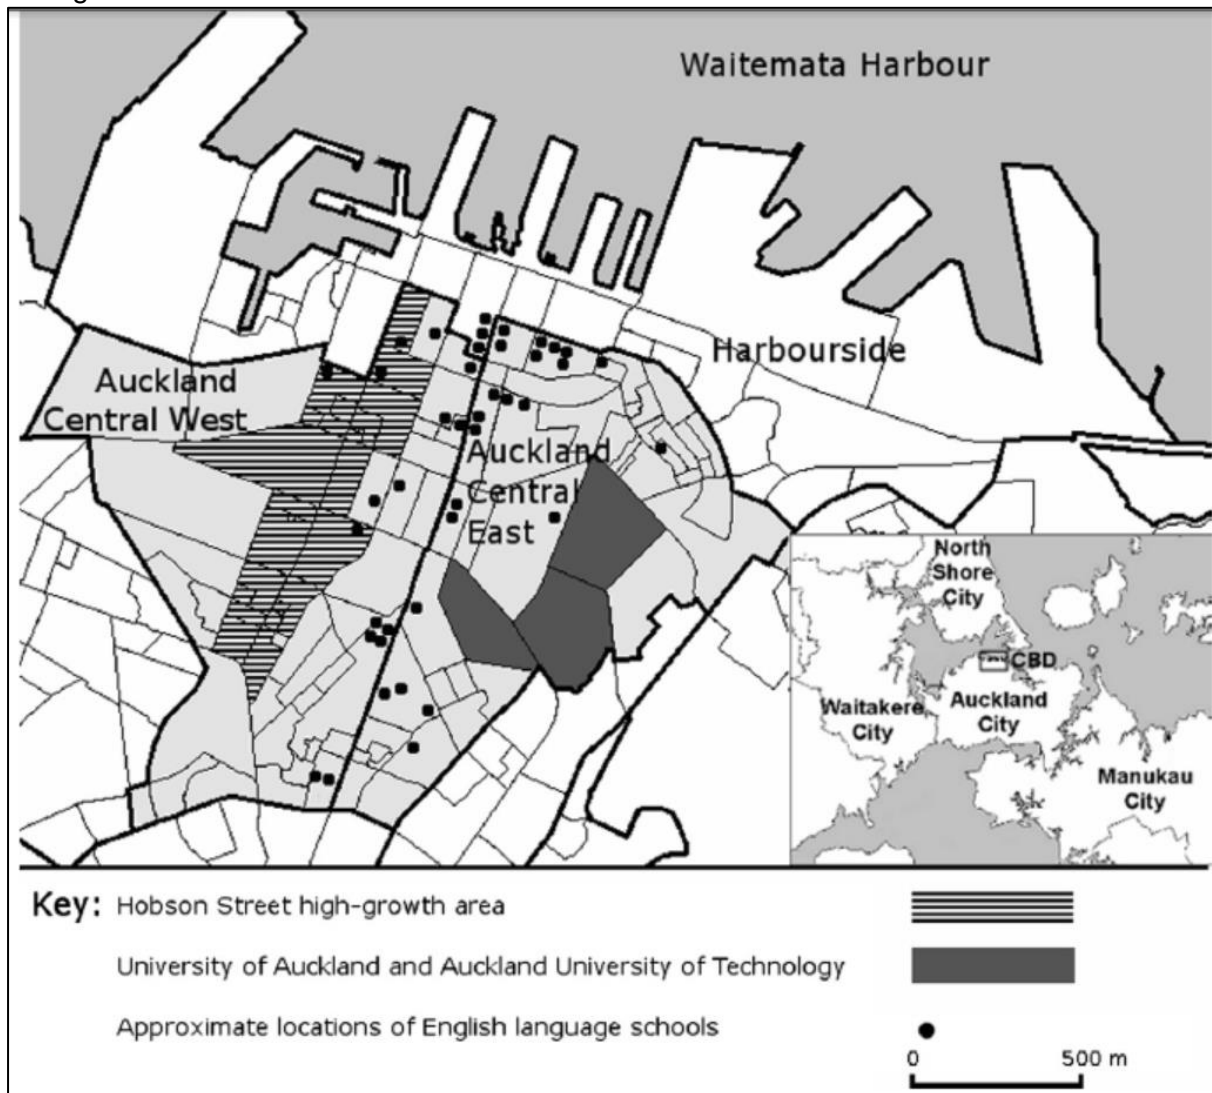 Waitemata Harbour
Harbourside
Auckland
Central West
Auckland
Central
East
North
Shore
City
CBD
Waitakere
City
Auckland
City
Manukau
City
Key: Hobson Street high-growth area
University of Auckland and Auckland University of Technology
Approximate locations of English language schools
0 500 m